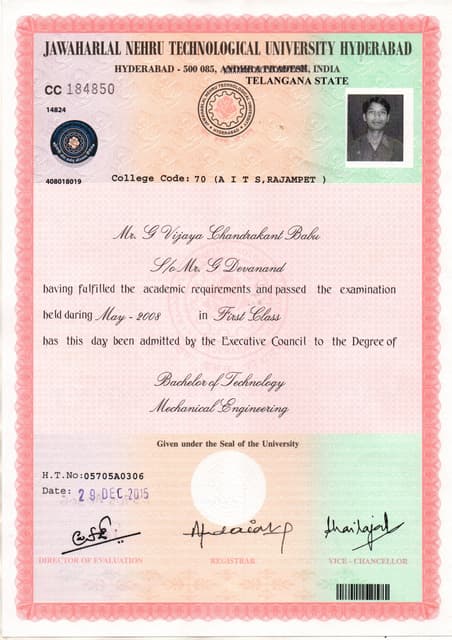 JAWAHARLAL NEHRU TECHNOLOGICAL UNIVERSITY HYDERABAD
HYDERABAD - 500 085, ANDHRA PRADESH, INDIA
TELANGANA STATE
CC 184850
14824
408018019
College Code: 70 (A I T S,RAJAMPET )
Mr. G Vijaya Chandrakant Babu
S/o Mr. G Devanand
having fulfilled the academic requirements and passed the examination
held during May - 2008 in First Class
has this day been admitted by the Executive Council to the Degree of
Bachelor of Technology
Mechanical Engineering
Given under the Seal of the University
H.T.No:05705A0306
Date: 29 DEC 2015
DIRECTOR OF EVALUATION REGISTRAR VICE - CHANCELLOR